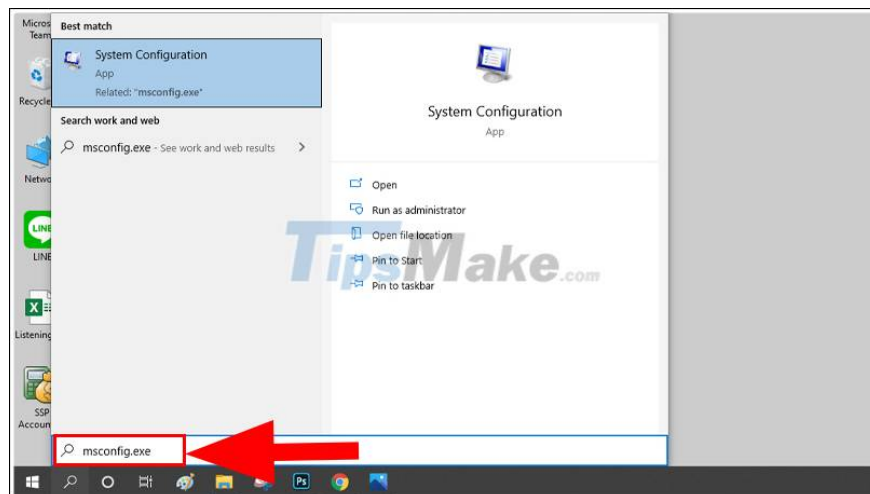 Micros
Team
Recycle
Netwo
LINE
LINE
Listening
SSP
Accoun
Best match
System Configuration
App
Related: "msconfig.exe"
Search work and web
msconfig.exe - See work and web results
System Configuration
App
Open
Run as administrator
Open file location
Pin to Start
Pin to taskbar
TipsMake.com
msconfig.exe
Ps